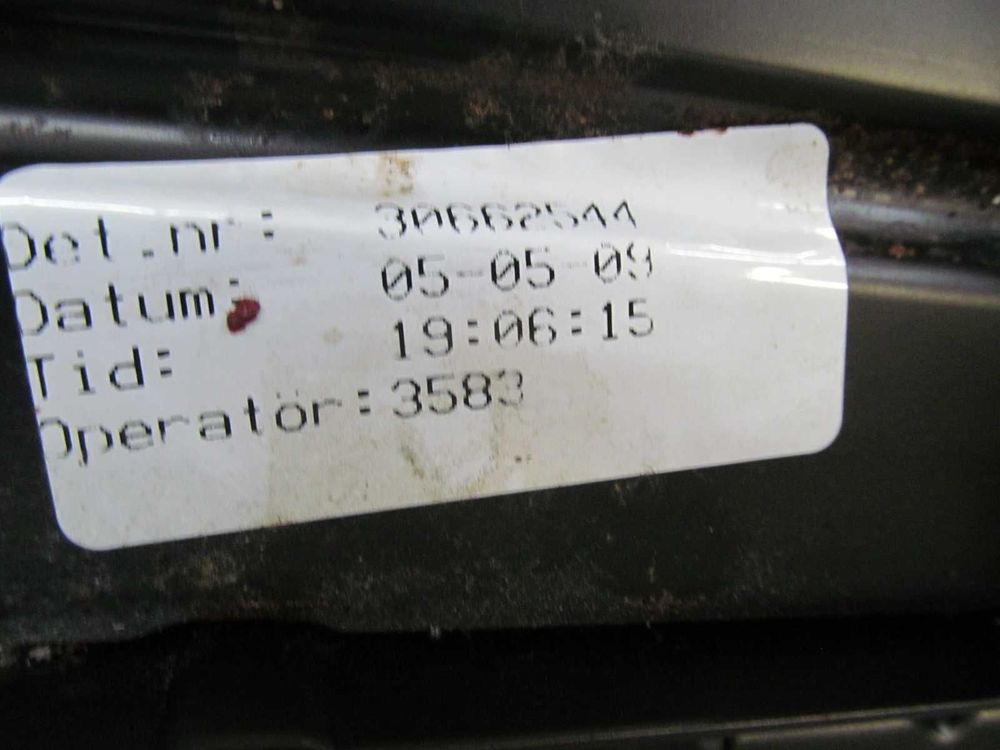 Det.nr: 30662544
Datum: 05-05-09
Tid: 19:06:15
Operatör:3583